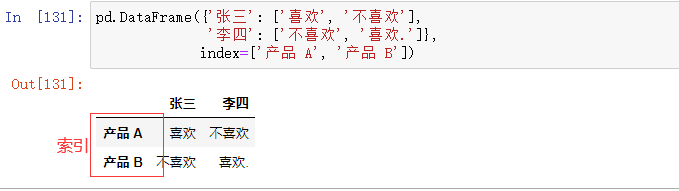 In [131]: pd.DataFrame({'张三': ['喜欢', '不喜欢'],
'李四': ['不喜欢', '喜欢.']},
index=['产品 A', '产品 B'])
Out[131]:
张三 李四
产品 A 喜欢 不喜欢
索引
产品 B 不喜欢 喜欢.